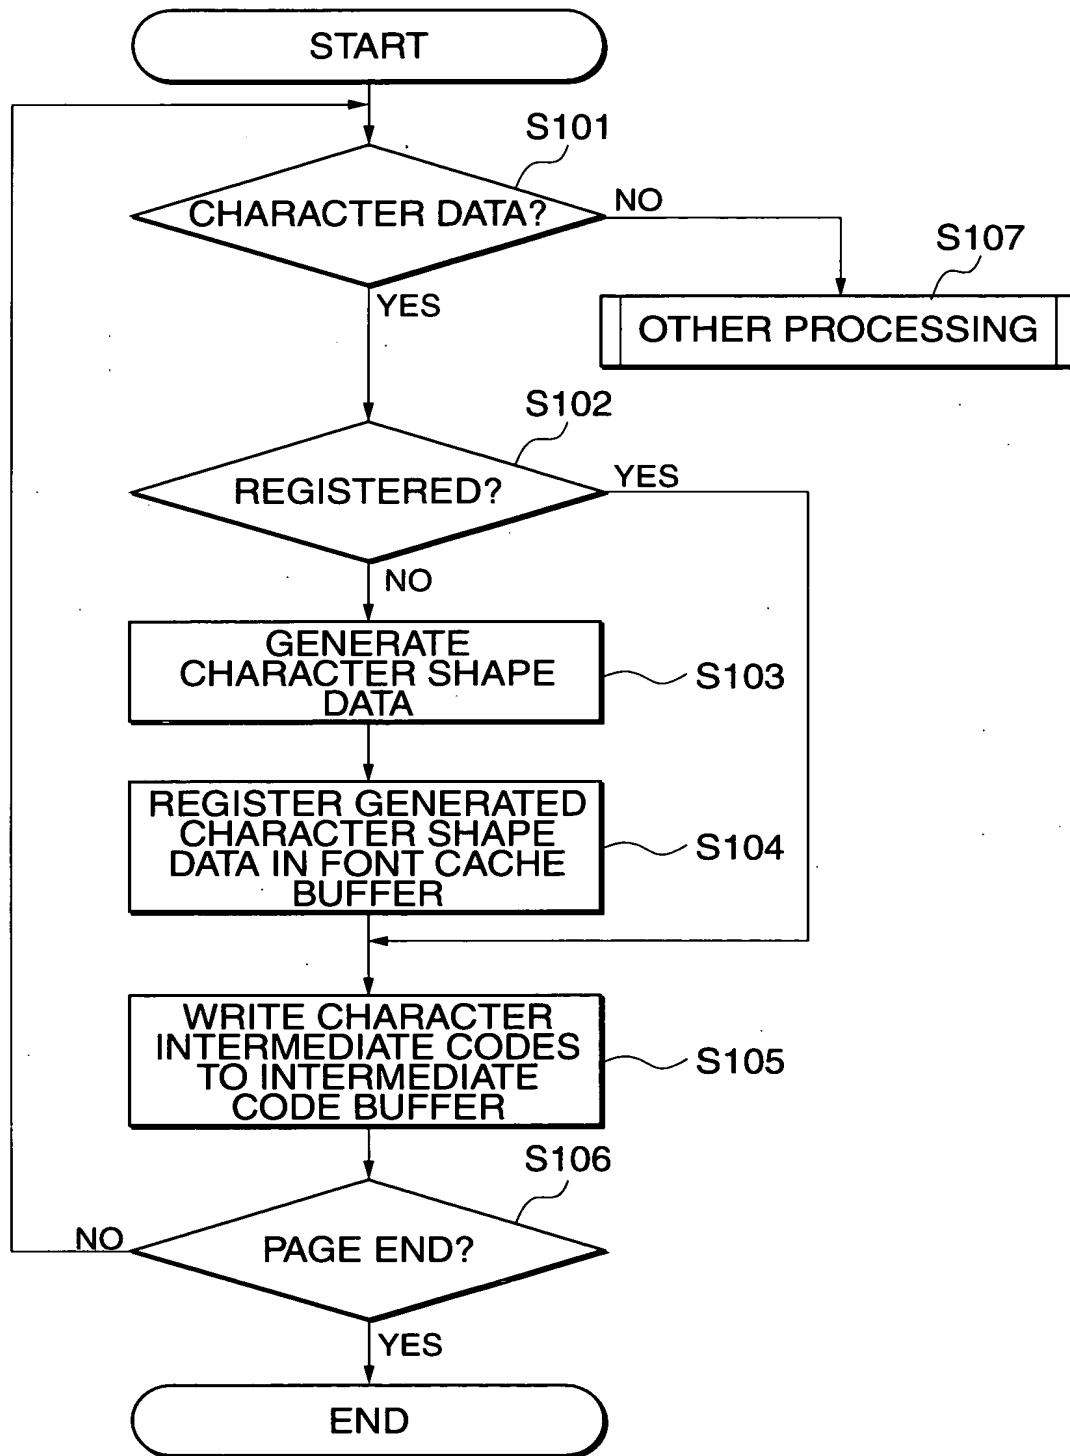 START
S101
CHARACTER DATA?
NO
S107
YES
OTHER PROCESSING
S102
REGISTERED?
YES
NO
GENERATE
CHARACTER SHAPE
DATA
S103
REGISTER GENERATED
CHARACTER SHAPE
DATA IN FONT CACHE
BUFFER
S104
WRITE CHARACTER
INTERMEDIATE CODES
TO INTERMEDIATE
CODE BUFFER
S105
S106
NO
PAGE END?
YES
END